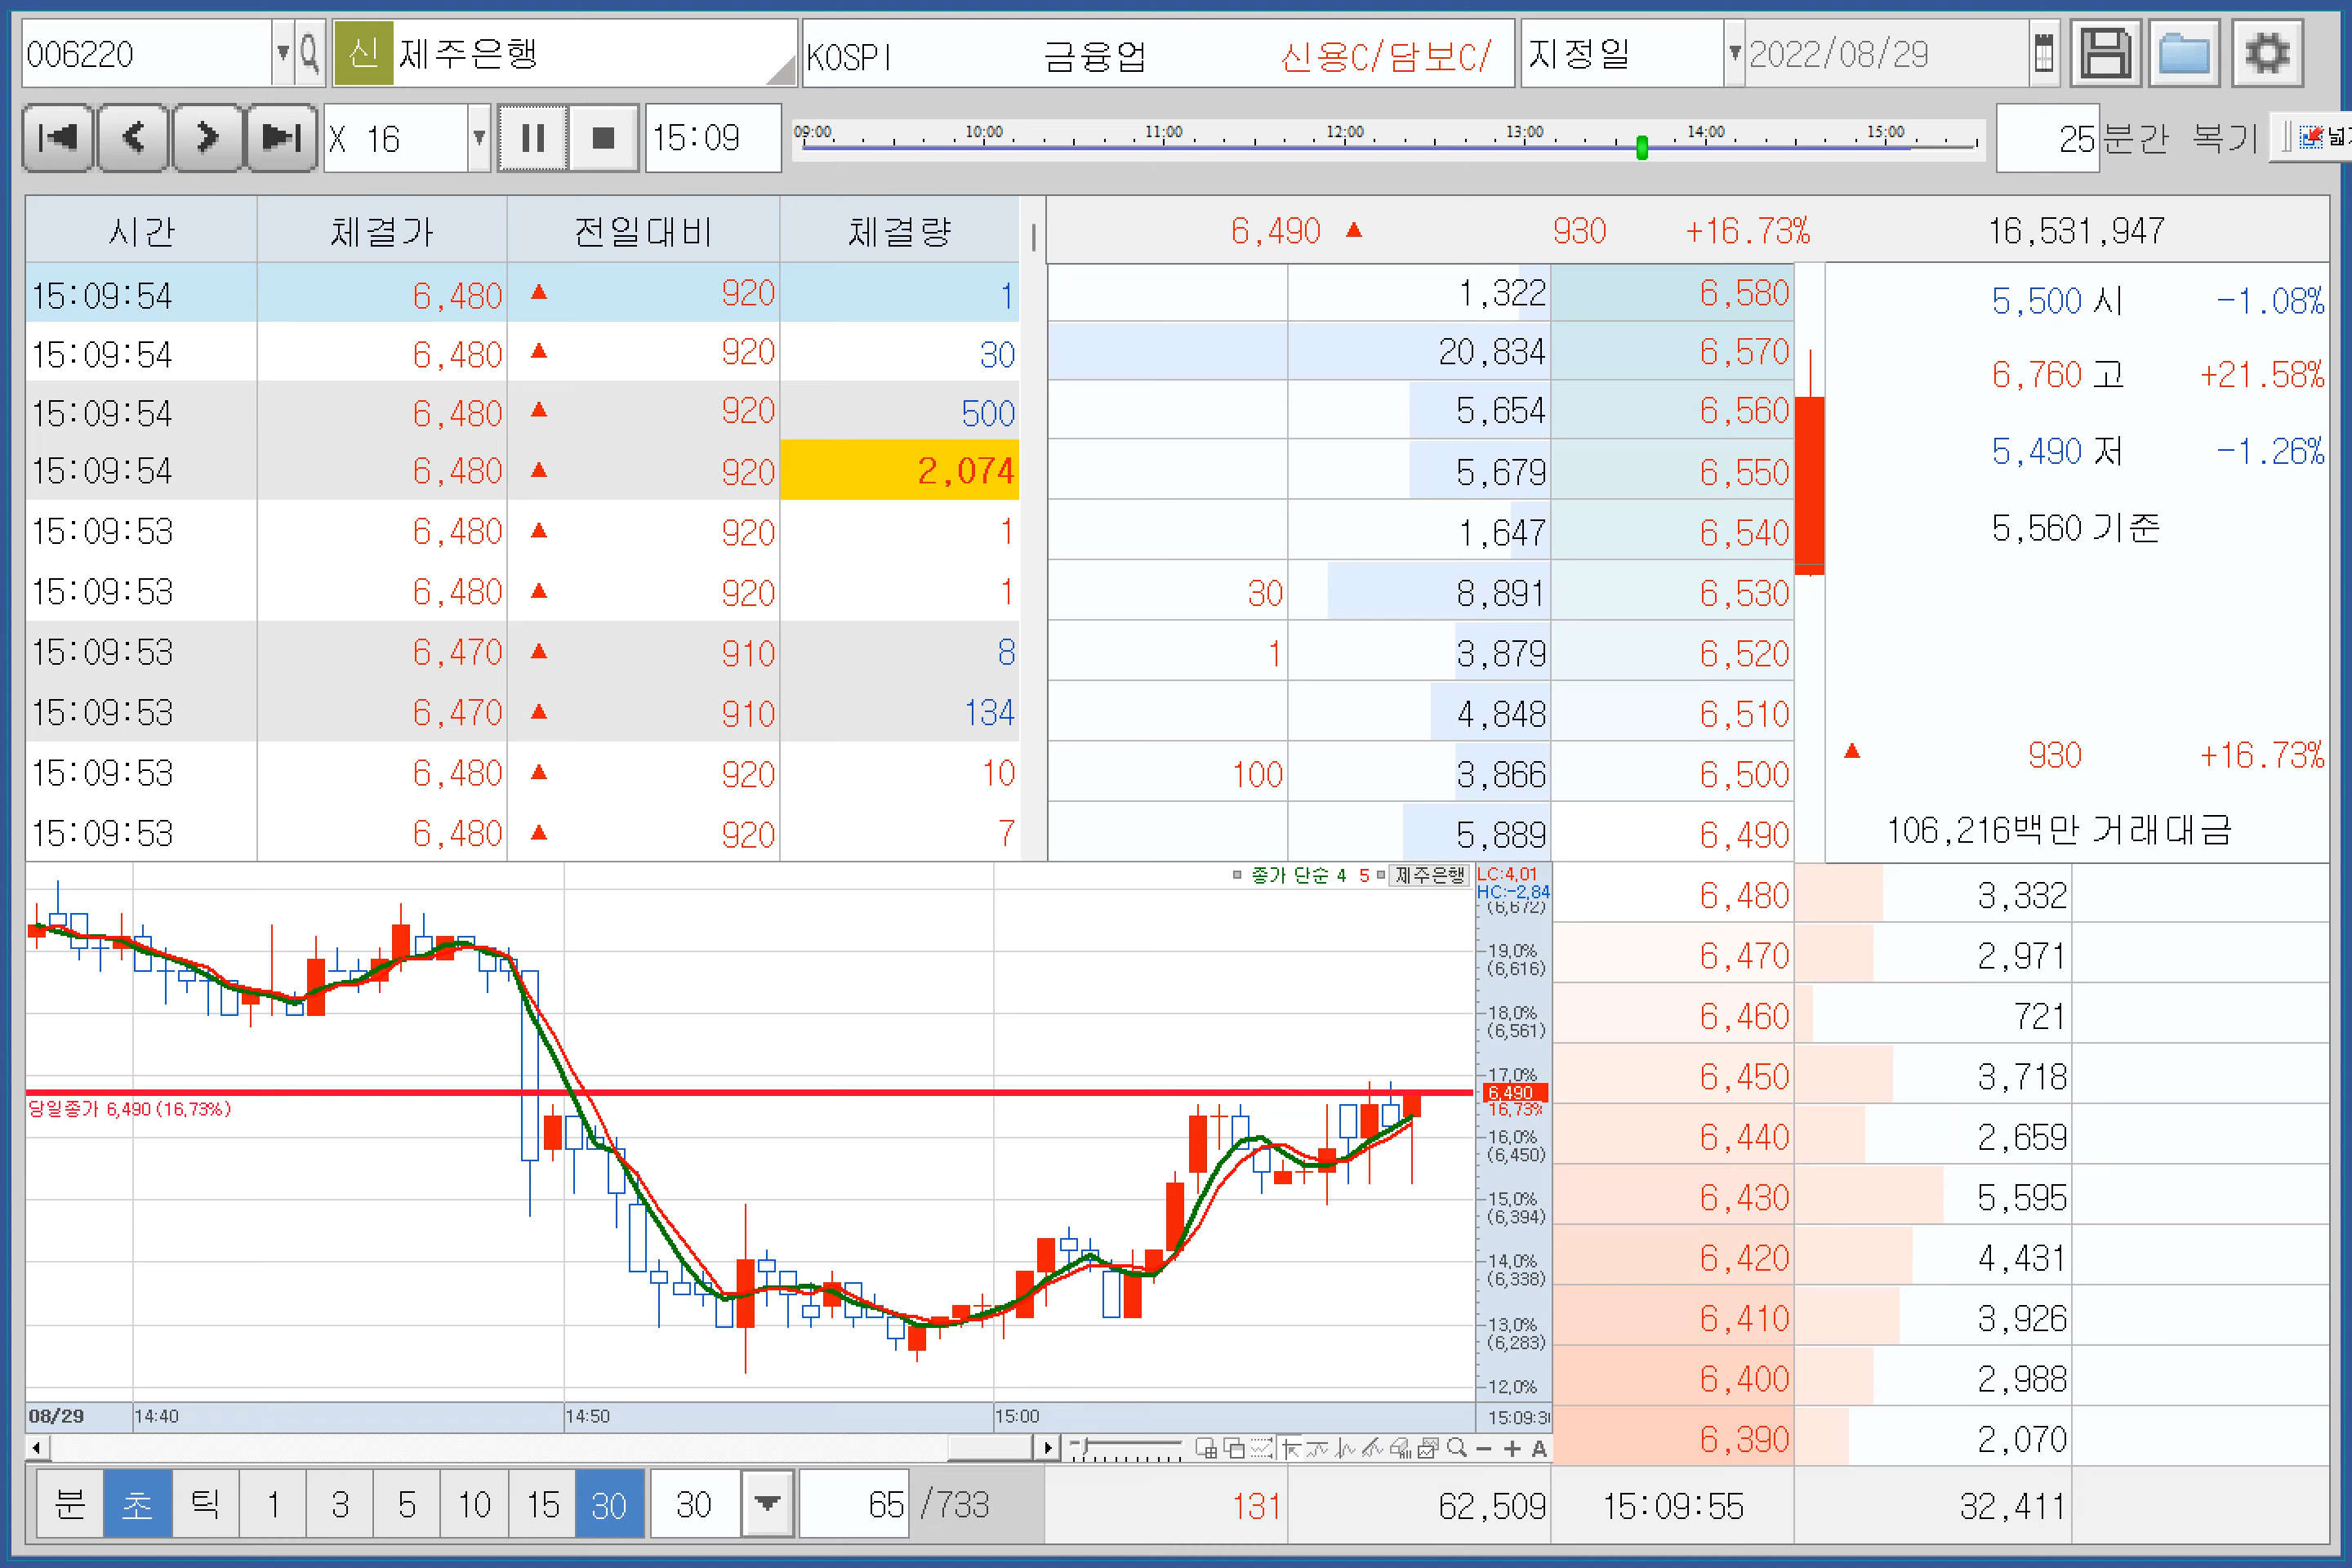 006220 신 제주은행 KOSPI 금융업 신용C/담보C/ 지정일 2022/08/29
X 16 15:09 09:00 10:00 11:00 12:00 13:00 14:00 15:00 25 분간 복기
시간 체결가 전일대비 체결량
15:09:54 6,480 ▲ 920 1
15:09:54 6,480 ▲ 920 30
15:09:54 6,480 ▲ 920 500
15:09:54 6,480 ▲ 920 2,074
15:09:53 6,480 ▲ 920 1
15:09:53 6,480 ▲ 920 1
15:09:53 6,470 ▲ 910 8
15:09:53 6,470 ▲ 910 134
15:09:53 6,480 ▲ 920 10
15:09:53 6,480 ▲ 920 7
6,490 ▲ 930 +16.73% 16,531,947
1,322 6,580
20,834 6,570
5,654 6,560
5,679 6,550
1,647 6,540
30 8,891 6,530
1 3,879 6,520
4,848 6,510
100 3,866 6,500
5,889 6,490
5,500 시 -1.08%
6,760 고 +21.58%
5,490 저 -1.26%
5,560 기준
▲ 930 +16.73%
106,216백만 거래대금
종가 단순 4 5 제주은행
LC:4,01
HC:-2,84
(6,672)
19,0%
(6,616)
18,0%
(6,561)
17,0%
6,490
16,73%
16,0%
(6,450)
15,0%
(6,394)
14,0%
(6,338)
13,0%
(6,283)
12,0%
당일종가 6,490 (16,73%)
08/29 14:40 14:50 15:00 15:09:3
6,480 3,332
6,470 2,971
6,460 721
6,450 3,718
6,440 2,659
6,430 5,595
6,420 4,431
6,410 3,926
6,400 2,988
6,390 2,070
A
분 초 틱 1 3 5 10 15 30 30 65 /733
131 62,509 15:09:55 32,411